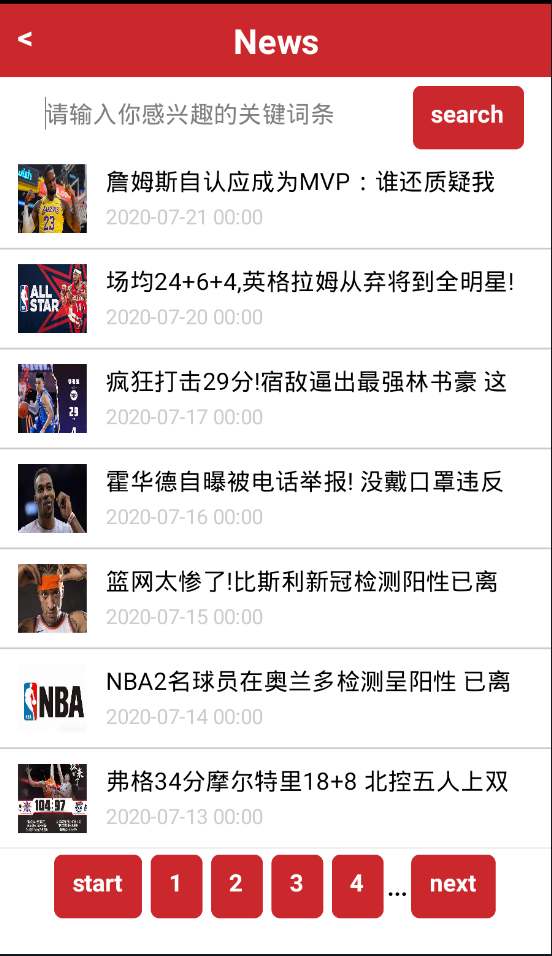 <
News
请输入你感兴趣的关键词条
search
詹姆斯自认应成为MVP：谁还质疑我
2020-07-21 00:00
ALL
STAR
场均24+6+4,英格拉姆从弃将到全明星!
2020-07-20 00:00
29
疯狂打击29分!宿敌逼出最强林书豪 这
2020-07-17 00:00
霍华德自曝被电话举报! 没戴口罩违反
2020-07-16 00:00
篮网太惨了!比斯利新冠检测阳性已离
2020-07-15 00:00
NBA
NBA2名球员在奥兰多检测呈阳性 已离
2020-07-14 00:00
104:97
弗格34分摩尔特里18+8 北控五人上双
2020-07-13 00:00
start 1 2 3 4 ... next